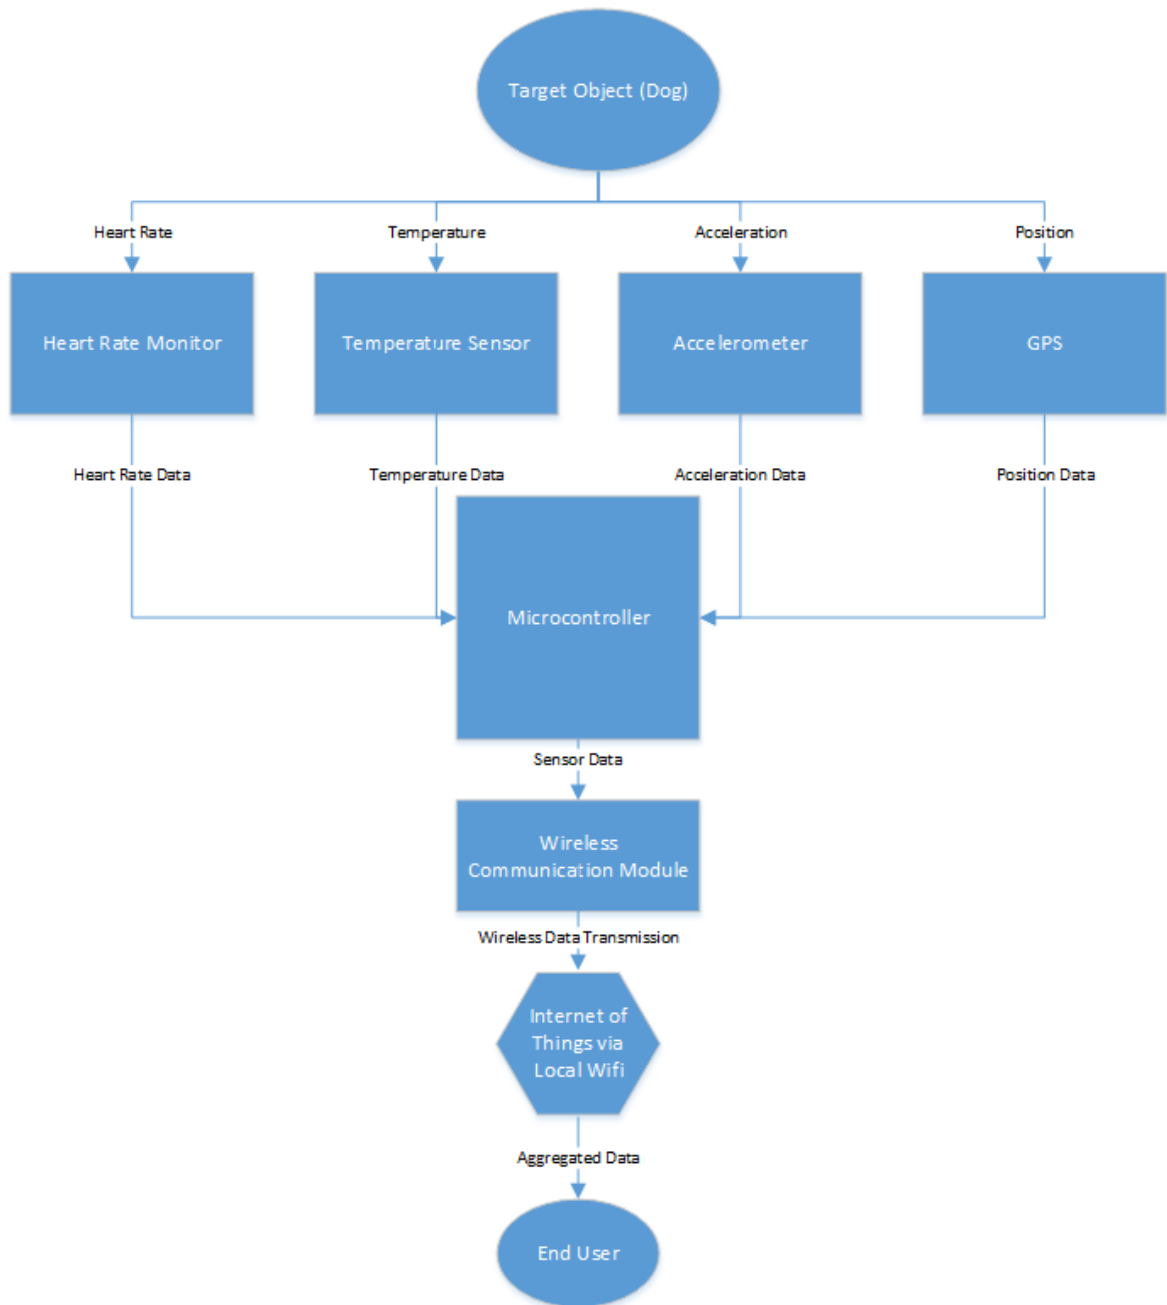 Target Object (Dog)
Heart Rate
Temperature
Acceleration
Position
Heart Rate Monitor
Temperature Sensor
Accelerometer
GPS
Heart Rate Data
Temperature Data
Acceleration Data
Position Data
Microcontroller
Sensor Data
Wireless
Communication Module
Wireless Data Transmission
Internet of
Things via
Local Wifi
Aggregated Data
End User